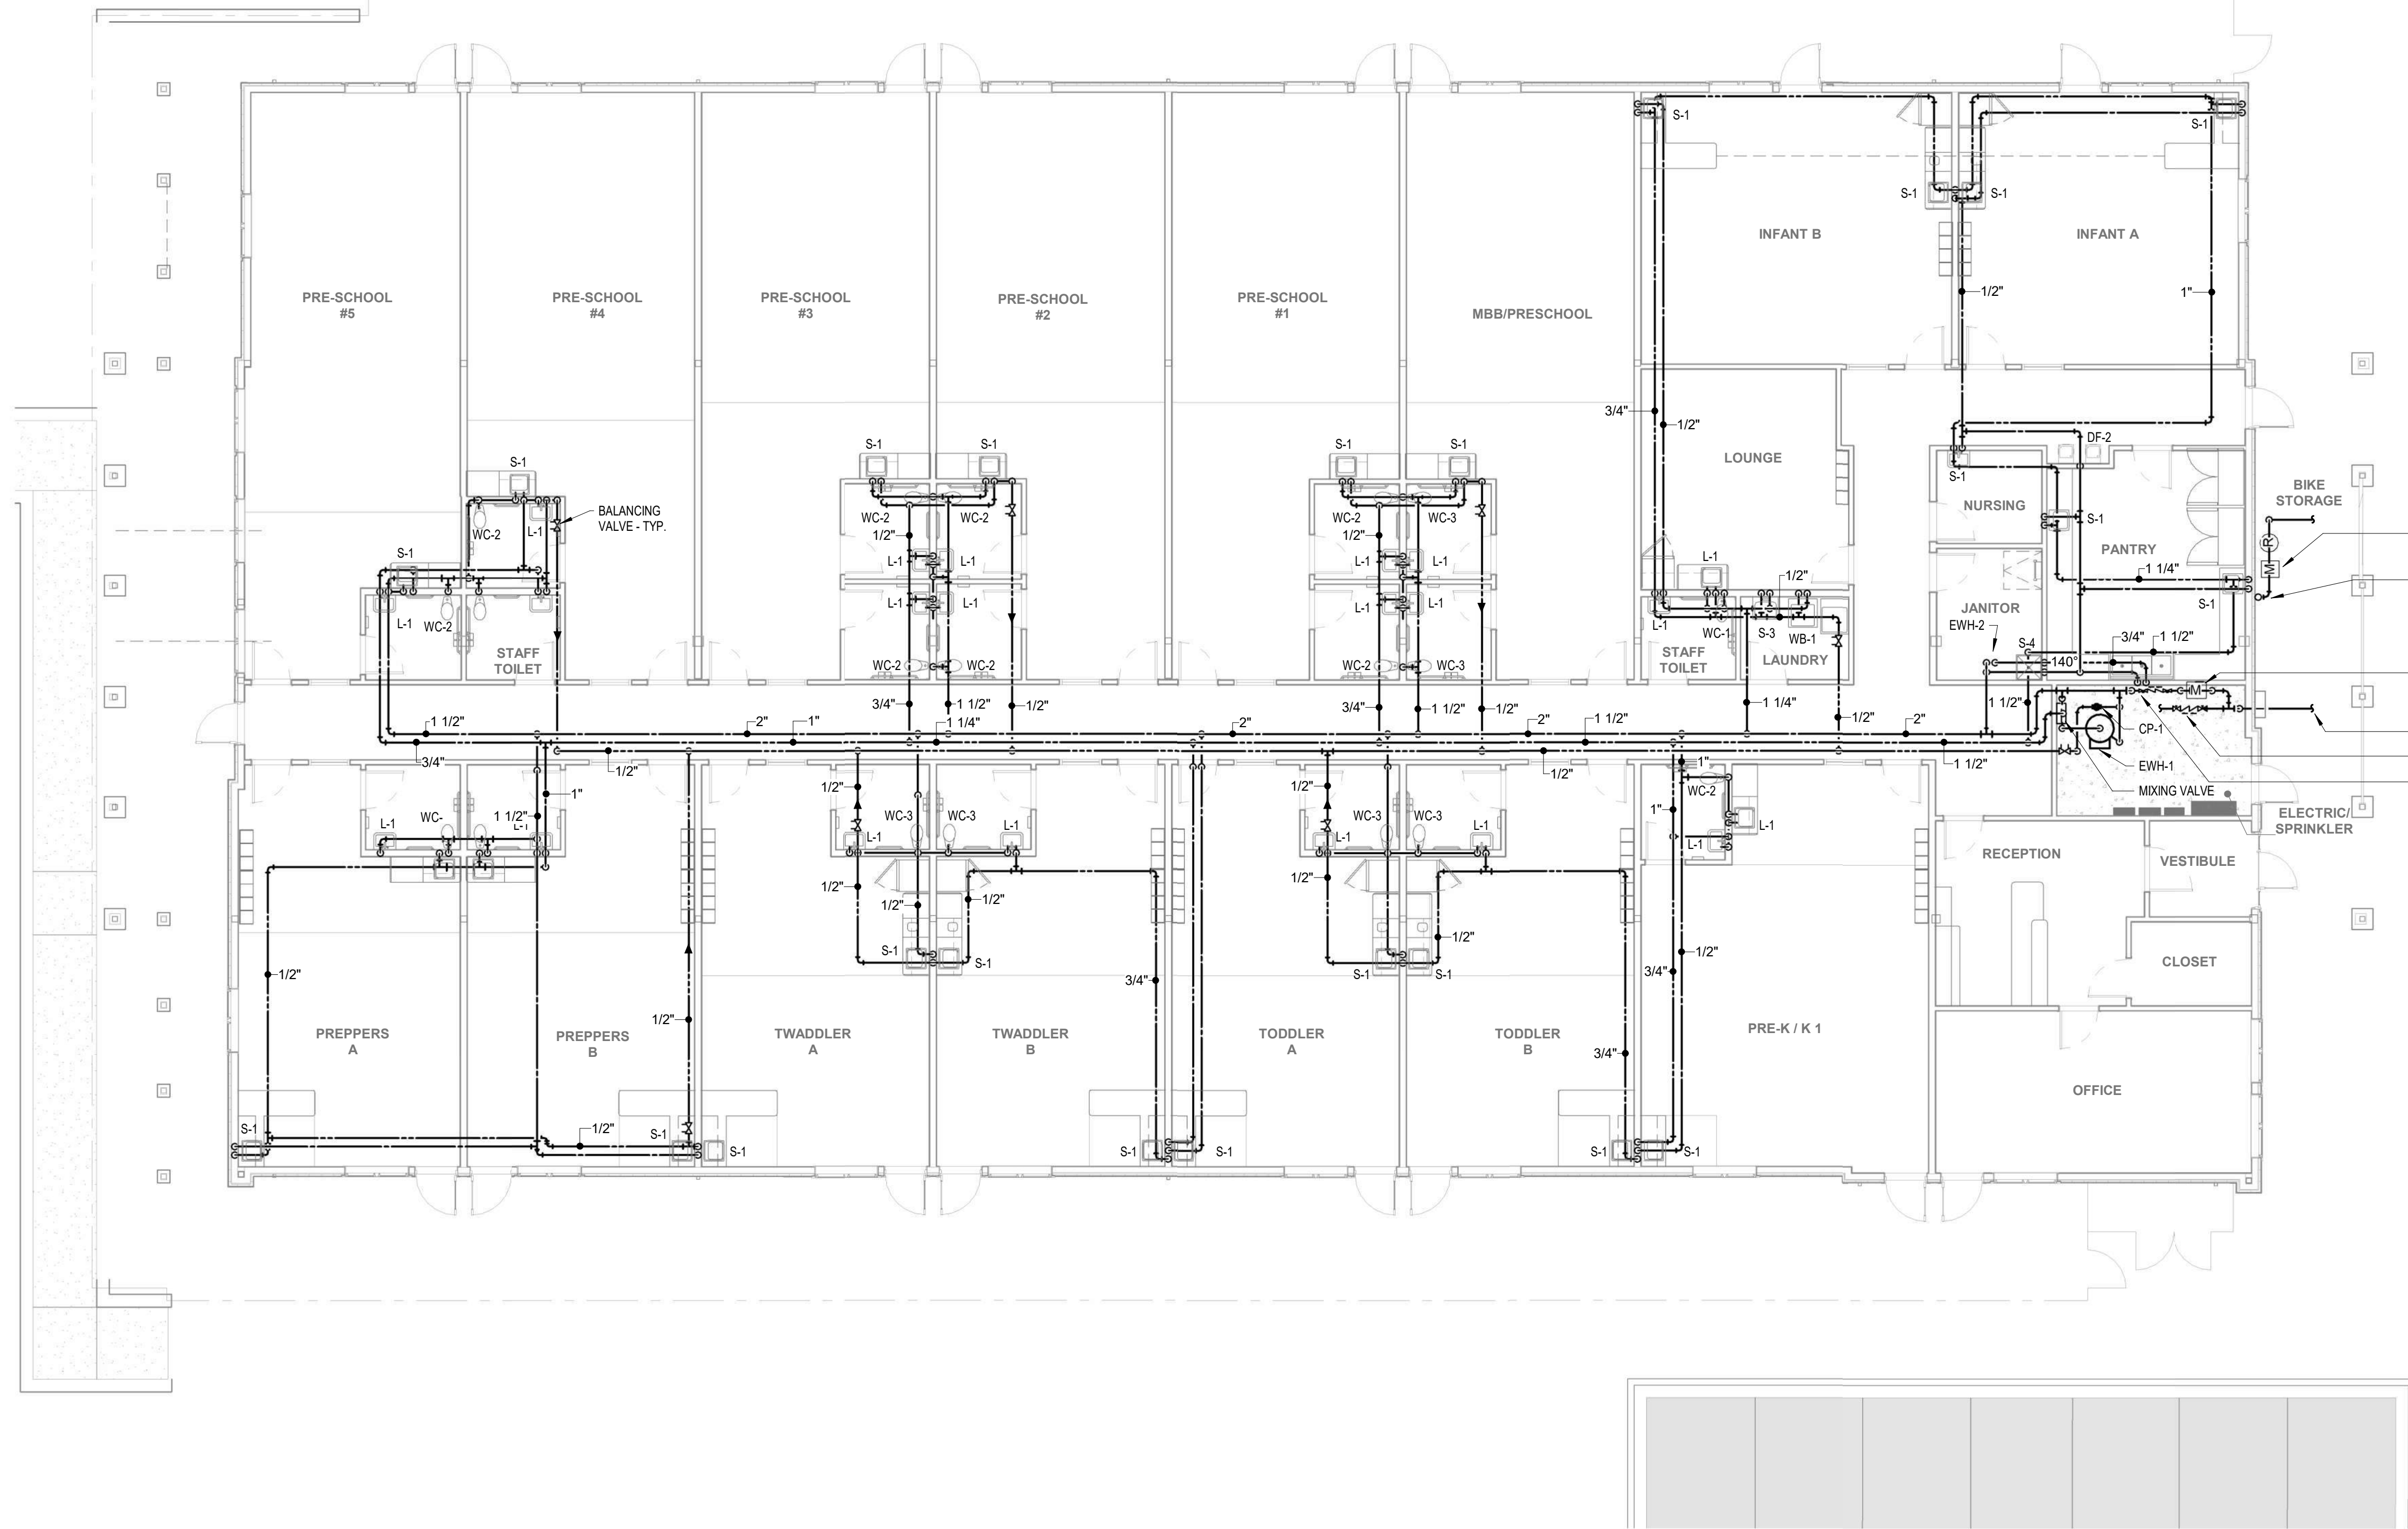 S-1
S-1
S-1
S-1
INFANT B
INFANT A
1/2"
1"
PRE-SCHOOL
#5
PRE-SCHOOL
#4
PRE-SCHOOL
#3
PRE-SCHOOL
#2
PRE-SCHOOL
#1
MBB/PRESCHOOL
3/4"
1/2"
LOUNGE
DF-2
S-1
NURSING
S-1
PANTRY
BIKE
STORAGE
R
M
1 1/4"
S-1
JANITOR
EWH-2
S-4
140°
3/4"
1 1/2"
M
1 1/2"
CP-1
EWH-1
MIXING VALVE
ELECTRIC/
SPRINKLER
S-1
WC-2
L-1
BALANCING
VALVE - TYP.
S-1
L-1
WC-2
STAFF
TOILET
S-1
S-1
WC-2
WC-2
1/2"
L-1
L-1
L-1
L-1
WC-2
WC-2
3/4"
1 1/2"
1/2"
S-1
S-1
WC-2
WC-3
1/2"
L-1
L-1
L-1
L-1
WC-2
WC-3
3/4"
1 1/2"
1/2"
L-1
1/2"
L-1
WC-1
S-3
WB-1
STAFF
TOILET
LAUNDRY
1 1/4"
1/2"
1 1/2"
2"
1"
1 1/4"
2"
2"
1 1/2"
2"
3/4"
1/2"
1/2"
1 1/2"
L-1
WC-
1 1/2"
L-1
1"
1/2"
L-1
WC-3
WC-3
L-1
1/2"
1/2"
1/2"
S-1
S-1
1/2"
L-1
WC-3
WC-3
L-1
1/2"
1/2"
S-1
S-1
1"
WC-2
1"
L-1
L-1
RECEPTION
VESTIBULE
CLOSET
OFFICE
1/2"
1/2"
3/4"
3/4"
3/4"
1/2"
PREPPERS
A
PREPPERS
B
TWADDLER
A
TWADDLER
B
TODDLER
A
TODDLER
B
PRE-K / K 1
S-1
1/2"
S-1
S-1
S-1
S-1
S-1
S-1